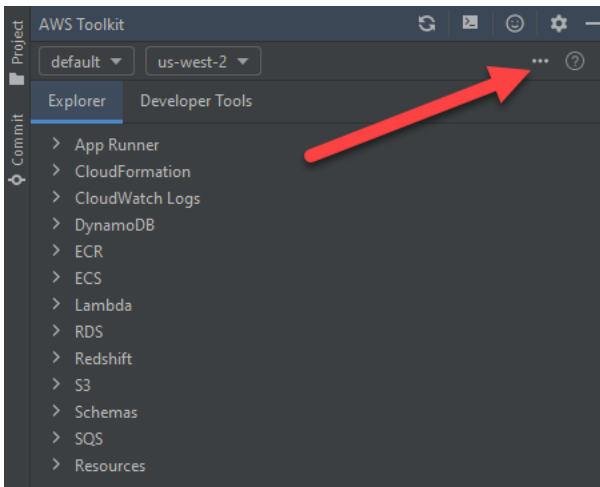 Project
Commit
AWS Toolkit
default us-west-2 ... ?
Explorer Developer Tools
App Runner
CloudFormation
CloudWatch Logs
DynamoDB
ECR
ECS
Lambda
RDS
Redshift
S3
Schemas
SQS
Resources